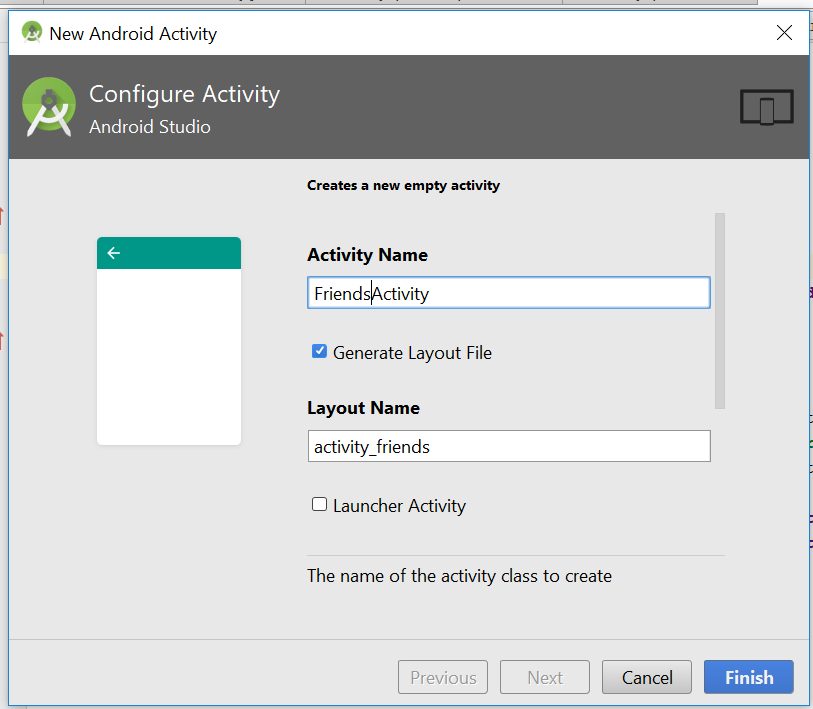 New Android Activity
Configure Activity
Android Studio
Creates a new empty activity
Activity Name
FriendsActivity
Generate Layout File
Layout Name
activity_friends
Launcher Activity
The name of the activity class to create
Previous
Next
Cancel
Finish